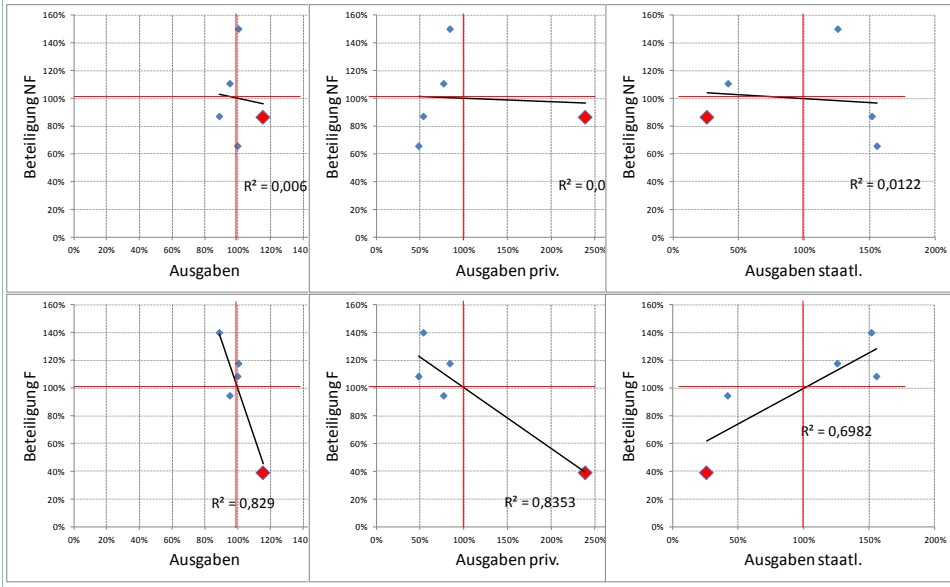 160%
140%
120%
100%
80%
60%
40%
20%
0%
Beteiligung NF
R² = 0,006
0% 20% 40% 60% 80% 100% 120% 140
Ausgaben
160%
140%
120%
100%
80%
60%
40%
20%
0%
Beteiligung NF
R² = 0,0
0% 50% 100% 150% 200% 250%
Ausgaben priv.
160%
140%
120%
100%
80%
60%
40%
20%
0%
Beteiligung NF
R² = 0,0122
0% 50% 100% 150% 200%
Ausgaben staatl.
160%
140%
120%
100%
80%
60%
40%
20%
0%
Beteiligung F
R² = 0,829
0% 20% 40% 60% 80% 100% 120% 140
Ausgaben
160%
140%
120%
100%
80%
60%
40%
20%
0%
Beteiligung F
R² = 0,8353
0% 50% 100% 150% 200% 250%
Ausgaben priv.
160%
140%
120%
100%
80%
60%
40%
20%
0%
Beteiligung F
R² = 0,6982
0% 50% 100% 150% 200%
Ausgaben staatl.